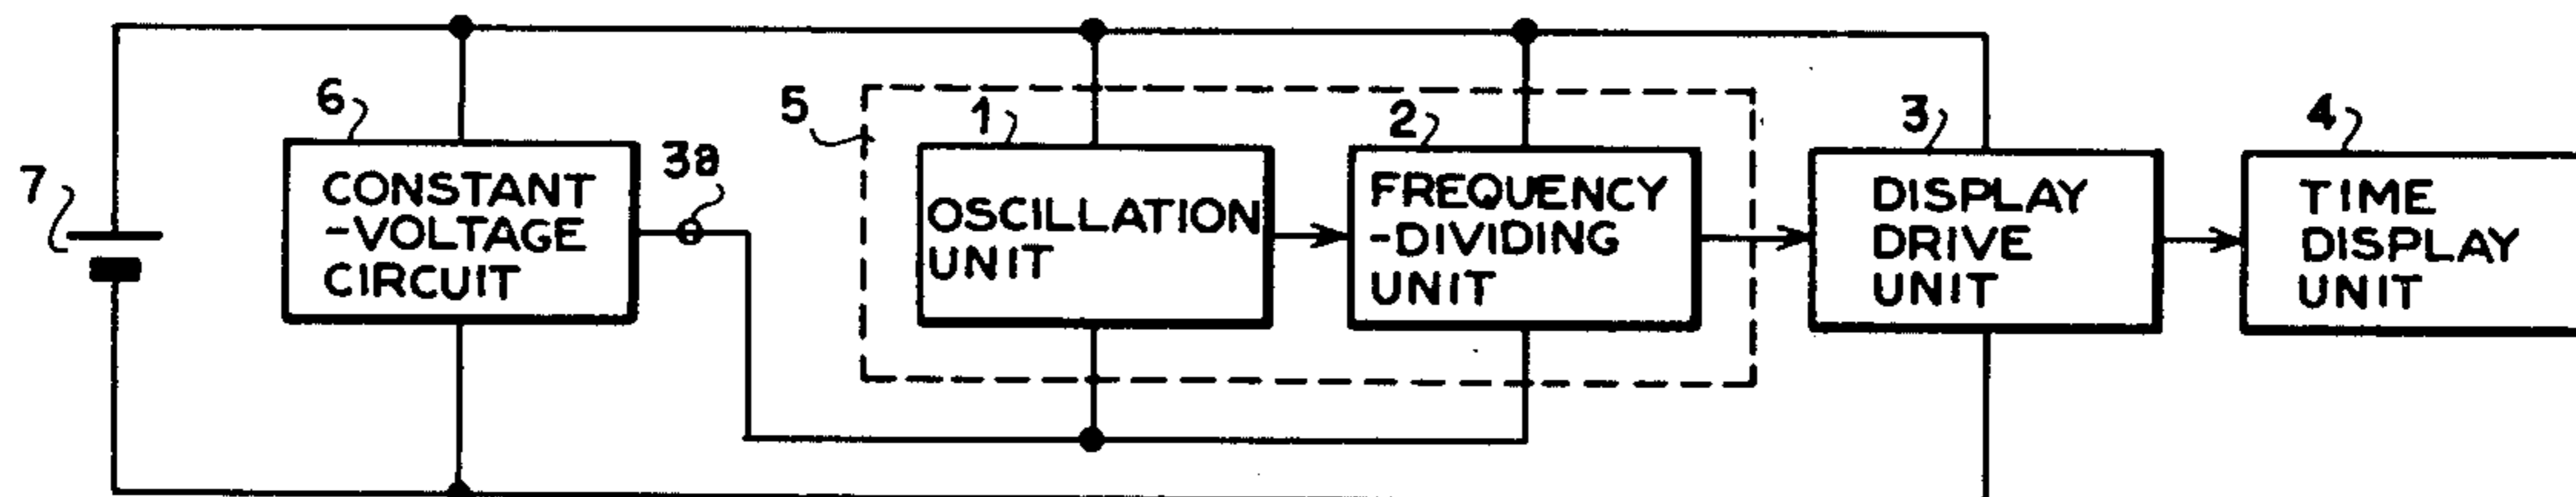 7
6
CONSTANT
-VOLTAGE
CIRCUIT
38
5
1
OSCILLATION
UNIT
2
FREQUENCY
-DIVIDING
UNIT
3
DISPLAY
DRIVE
UNIT
4
TIME
DISPLAY
UNIT